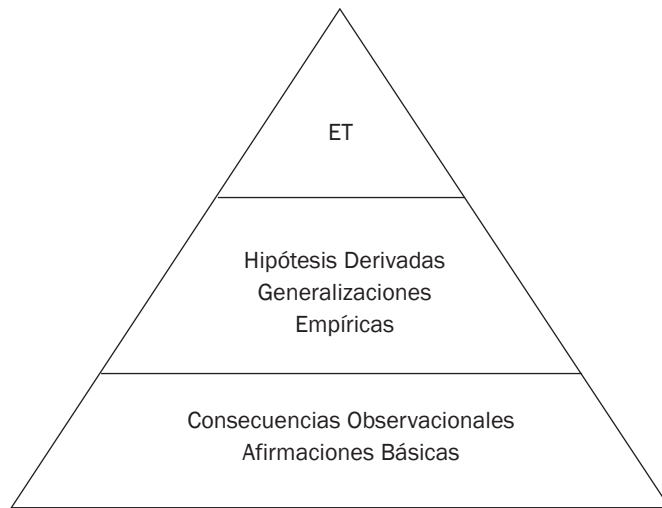 ET
Hipótesis Derivadas
Generalizaciones
Empíricas
Consecuencias Observacionales
Afirmaciones Básicas